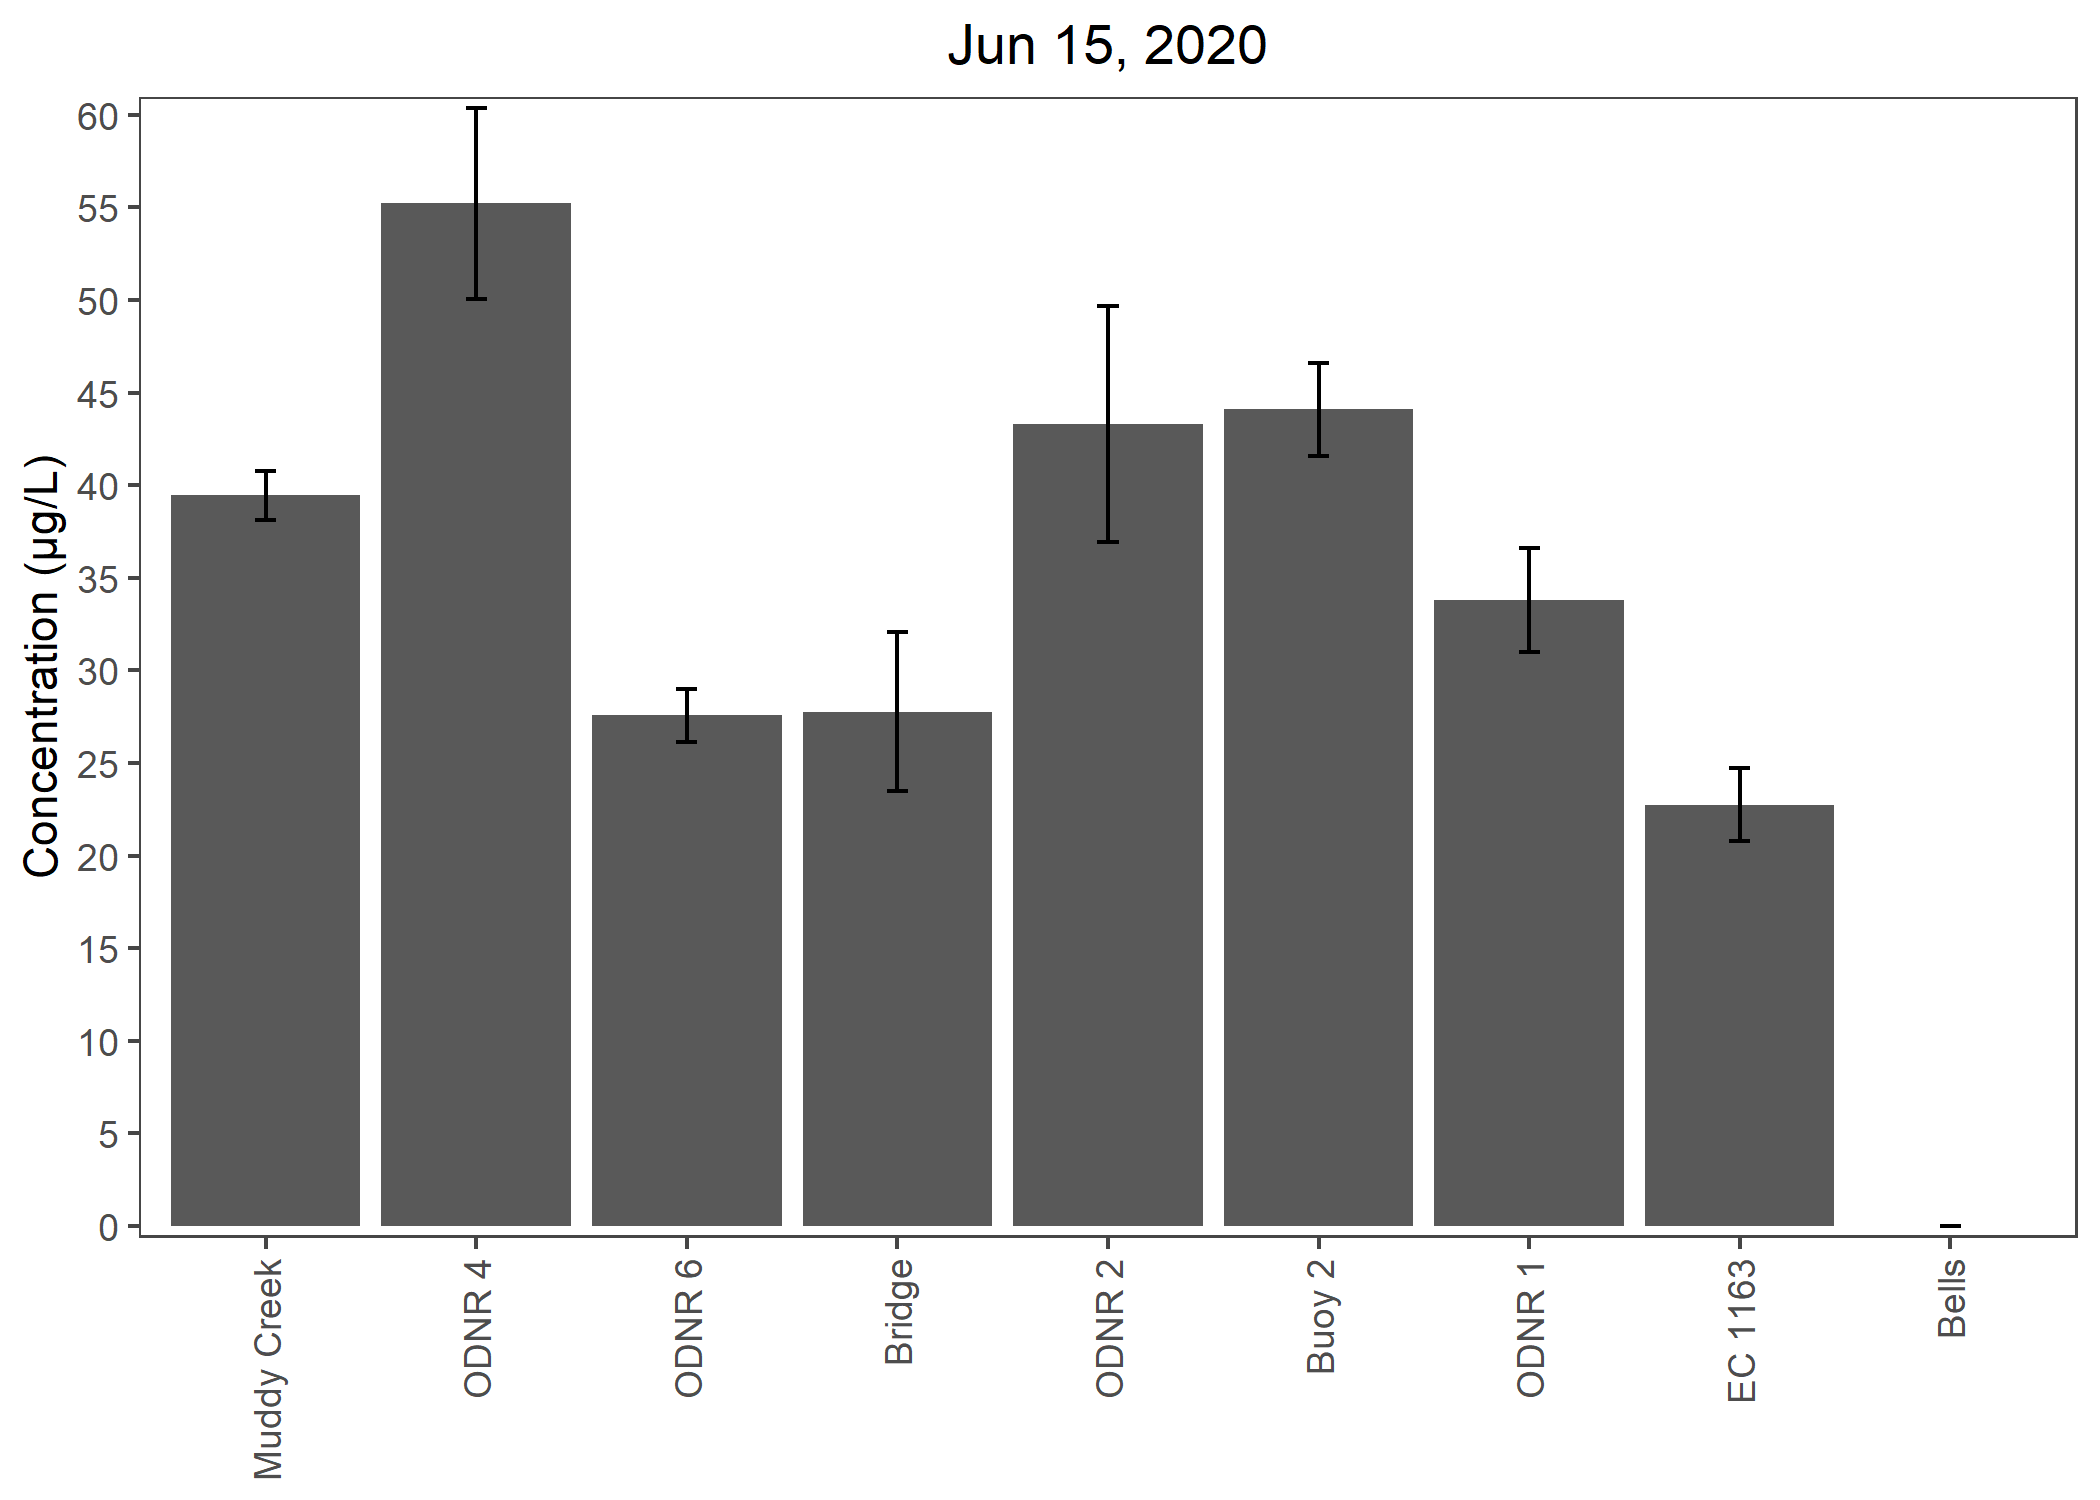 Jun 15, 2020
Concentration (µg/L)
60
55
50
45
40
35
30
25
20
15
10
5
0
Muddy Creek
ODNR 4
ODNR 6
Bridge
ODNR 2
Buoy 2
ODNR 1
EC 1163
Bells